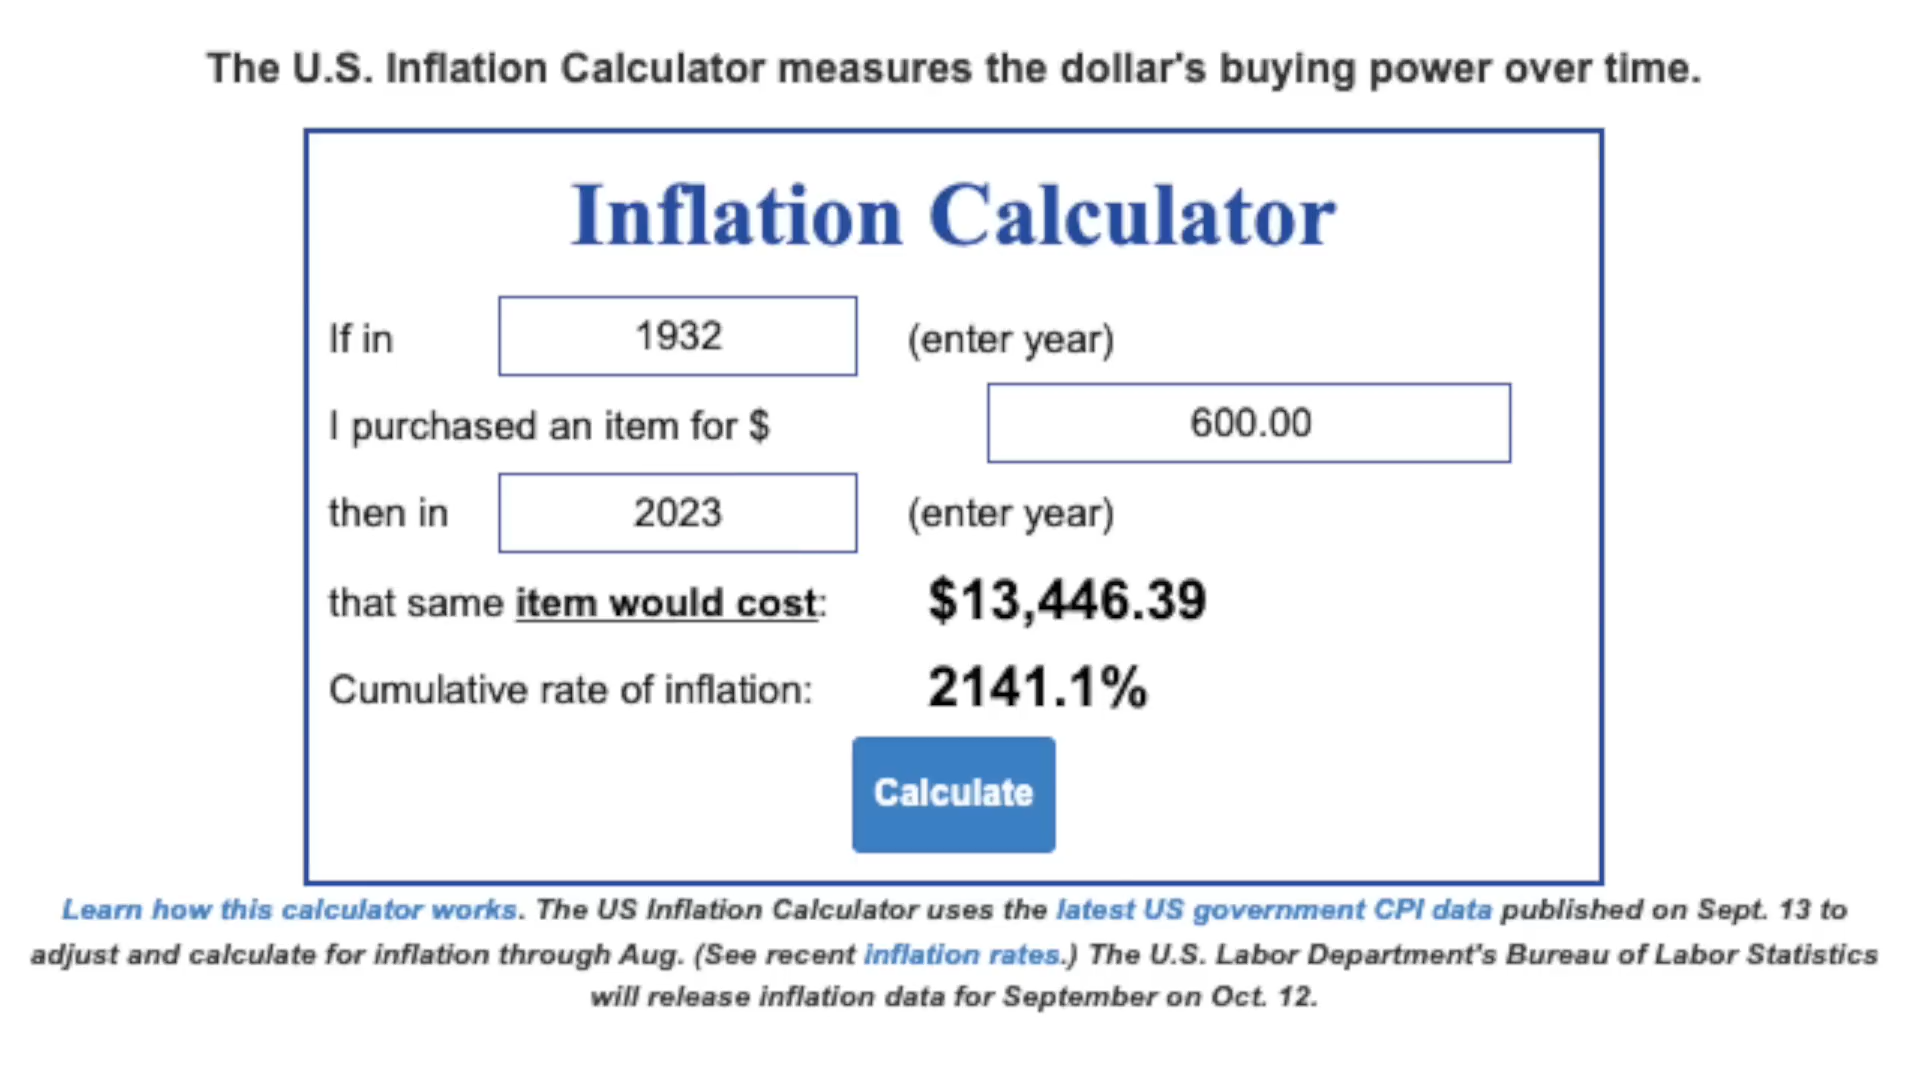 The U.S. Inflation Calculator measures the dollar's buying power over time.
Inflation Calculator
If in 1932 (enter year)
I purchased an item for $ 600.00
then in 2023 (enter year)
that same item would cost: $13,446.39
Cumulative rate of inflation: 2141.1%
Calculate
Learn how this calculator works. The US Inflation Calculator uses the latest US government CPI data published on Sept. 13 to
adjust and calculate for inflation through Aug. (See recent inflation rates.) The U.S. Labor Department's Bureau of Labor Statistics
will release inflation data for September on Oct. 12.